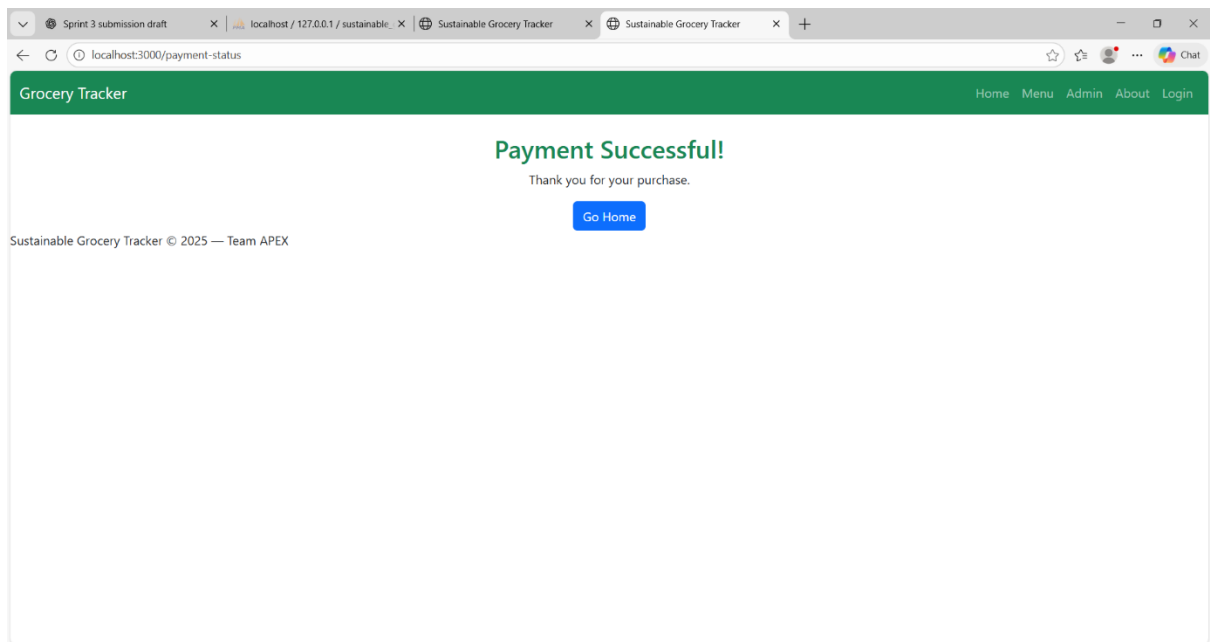 Sprint 3 submission draft
localhost / 127.0.0.1 / sustainable_
Sustainable Grocery Tracker
Sustainable Grocery Tracker
localhost:3000/payment-status
Chat
Grocery Tracker
Home Menu Admin About Login
Payment Successful!
Thank you for your purchase.
Go Home
Sustainable Grocery Tracker © 2025 — Team APEX